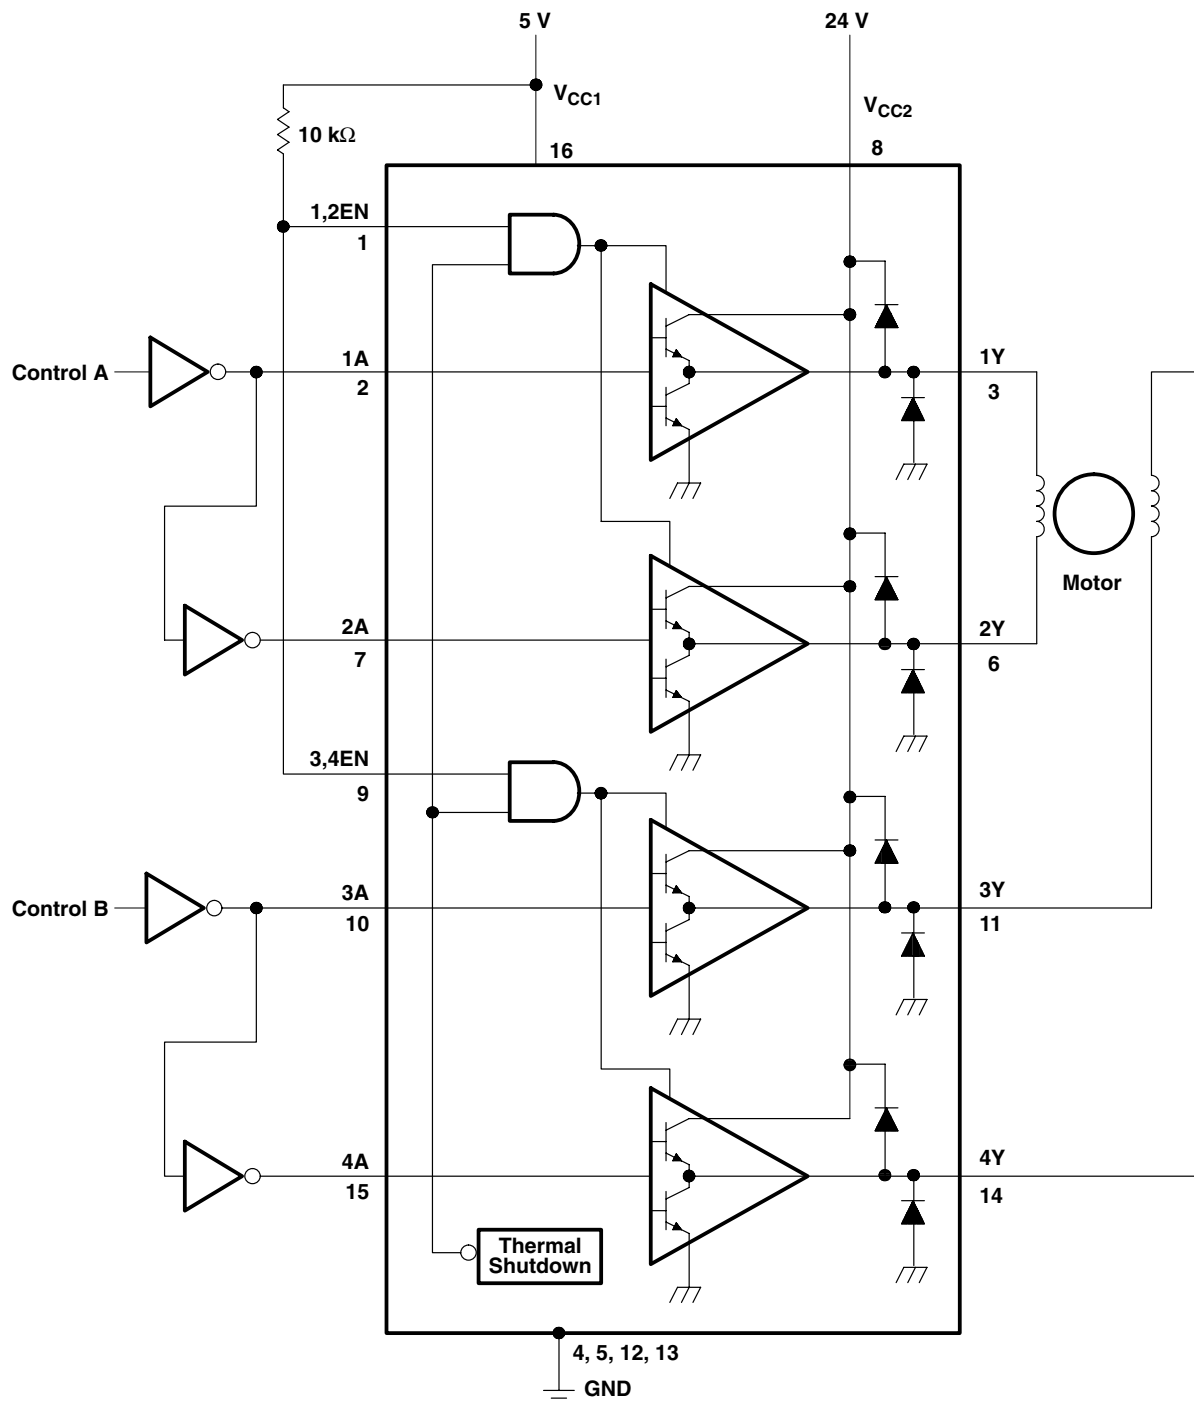 5 V
24 V
VCC1
VCC2
10 kΩ
16
8
1,2EN
1
Control A
1A
2
1Y
3
Motor
2A
7
2Y
6
3,4EN
9
Control B
3A
10
3Y
11
4A
15
4Y
14
Thermal
Shutdown
4, 5, 12, 13
GND